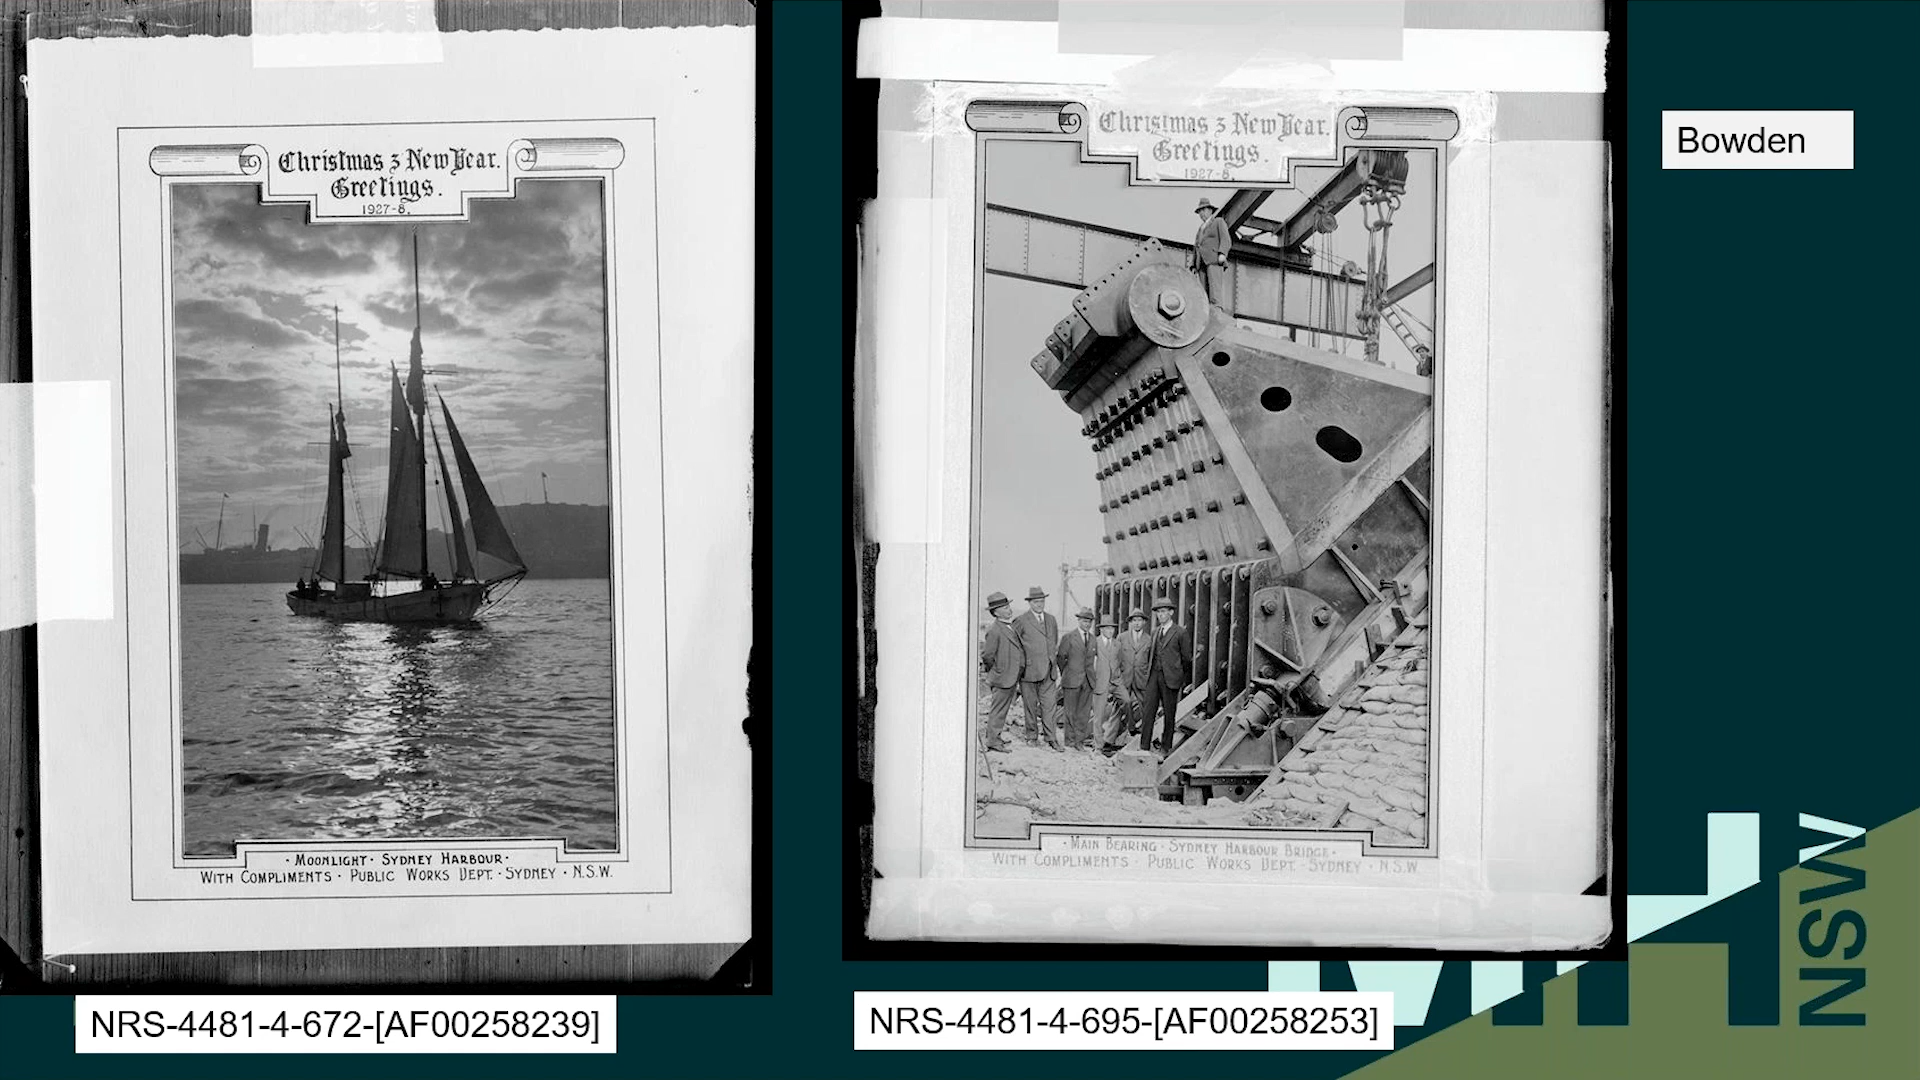 Christmas & New Year.
Greetings.
1927-8.
· MOONLIGHT · SYDNEY HARBOUR ·
WITH COMPLIMENTS · PUBLIC WORKS DEPT. · SYDNEY · N.S.W.
NRS-4481-4-672-[AF00258239]
Christmas & New Year.
Greetings.
1927-8.
· MAIN BEARING · SYDNEY HARBOUR BRIDGE ·
WITH COMPLIMENTS · PUBLIC WORKS DEPT. · SYDNEY · N.S.W
NRS-4481-4-695-[AF00258253]
Bowden
MH
NSW